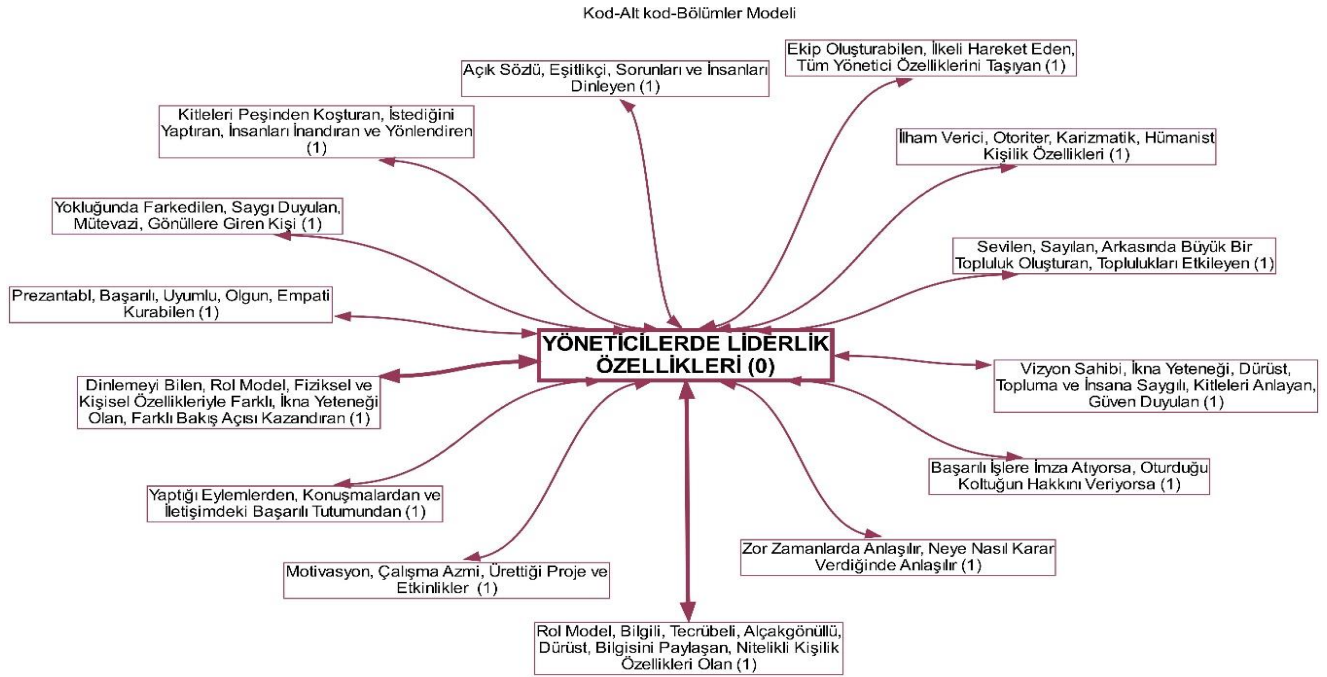 Kod-Alt kod-Bölümler Modeli
Ekip Oluşturabilen, İlkeli Hareket Eden,
Tüm Yönetici Özelliklerini Taşıyan (1)
Açık Sözlü, Eşitlikçi, Sorunları ve İnsanları
Dinleyen (1)
Kitleleri Peşinden Koşturan, İstediğini
Yaptıran, İnsanları İnandıran ve Yönlendiren
(1)
İlham Verici, Otoriter, Karizmatik, Hümanist
Kişilik Özellikleri (1)
Yokluğunda Farkedilen, Saygı Duyulan,
Mütevazi, Gönüllere Giren Kişi (1)
Sevilen, Sayılan, Arkasında Büyük Bir
Topluluk Oluşturan, Toplulukları Etkileyen (1)
Prezantabl, Başarılı, Uyumlu, Olgun, Empati
Kurabilen (1)
YÖNETİCİLERDE LİDERLİK
ÖZELLİKLERİ (0)
Vizyon Sahibi, İkna Yeteneği, Dürüst,
Topluma ve İnsana Saygılı, Kitleleri Anlayan,
Güven Duyulan (1)
Dinlemeyi Bilen, Rol Model, Fiziksel ve
Kişisel Özellikleriyle Farklı, İkna Yeteneği
Olan, Farklı Bakış Açısı Kazandıran (1)
Başarılı İşlere İmza Atıyorsa, Oturduğu
Koltuğun Hakkını Veriyorsa (1)
Yaptığı Eylemlerden, Konuşmalardan ve
İletişimdeki Başarılı Tutumundan (1)
Zor Zamanlarda Anlaşılır, Neye Nasıl Karar
Verdiğinde Anlaşılır (1)
Motivasyon, Çalışma Azmi, Ürettiği Proje ve
Etkinlikler (1)
Rol Model, Bilgili, Tecrübeli, Alçakgönüllü,
Dürüst, Bilgisini Paylaşan, Nitelikli Kişilik
Özellikleri Olan (1)